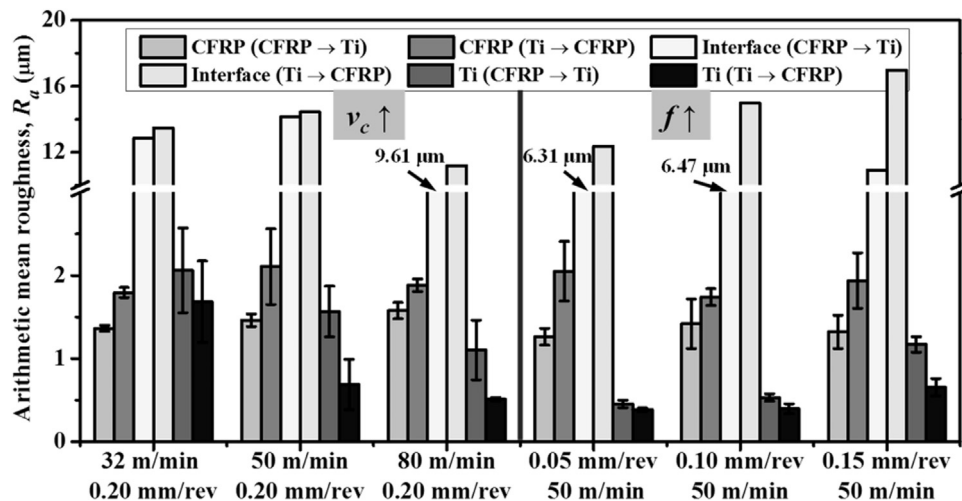 Arithmetic mean roughness, Ra (μm)
20
16
12
2
1
0
CFRP (CFRP → Ti)
CFRP (Ti → CFRP)
Interface (CFRP → Ti)
Interface (Ti → CFRP)
Ti (CFRP → Ti)
Ti (Ti → CFRP)
vc ↑
f ↑
9.61 μm
6.31 μm
6.47 μm
32 m/min 50 m/min 80 m/min 0.05 mm/rev 0.10 mm/rev 0.15 mm/rev
0.20 mm/rev 0.20 mm/rev 0.20 mm/rev 50 m/min 50 m/min 50 m/min